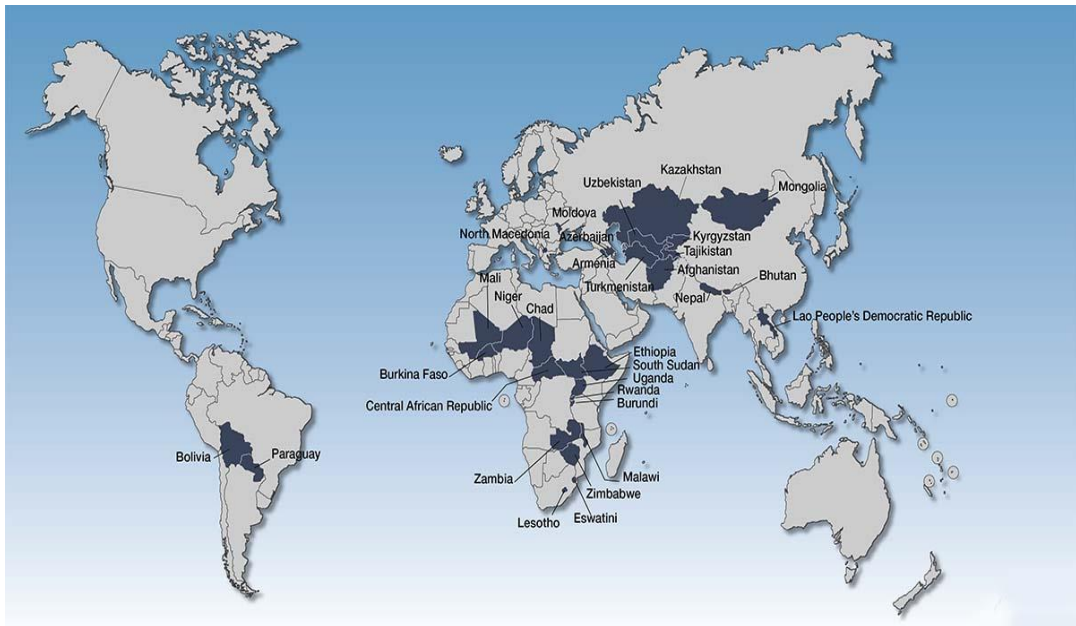 Kazakhstan
Uzbekistan
Mongolia
Moldova
North Macedonia
Azerbaijan
Kyrgyzstan
Tajikistan
Armenia
Afghanistan
Mali
Bhutan
Turkmenistan
Niger
Nepal
Chad
Lao People's Democratic Republic
Ethiopia
South Sudan
Burkina Faso
Uganda
Rwanda
Central African Republic
Burundi
Bolivia
Paraguay
Zambia
Malawi
Zimbabwe
Lesotho
Eswatini